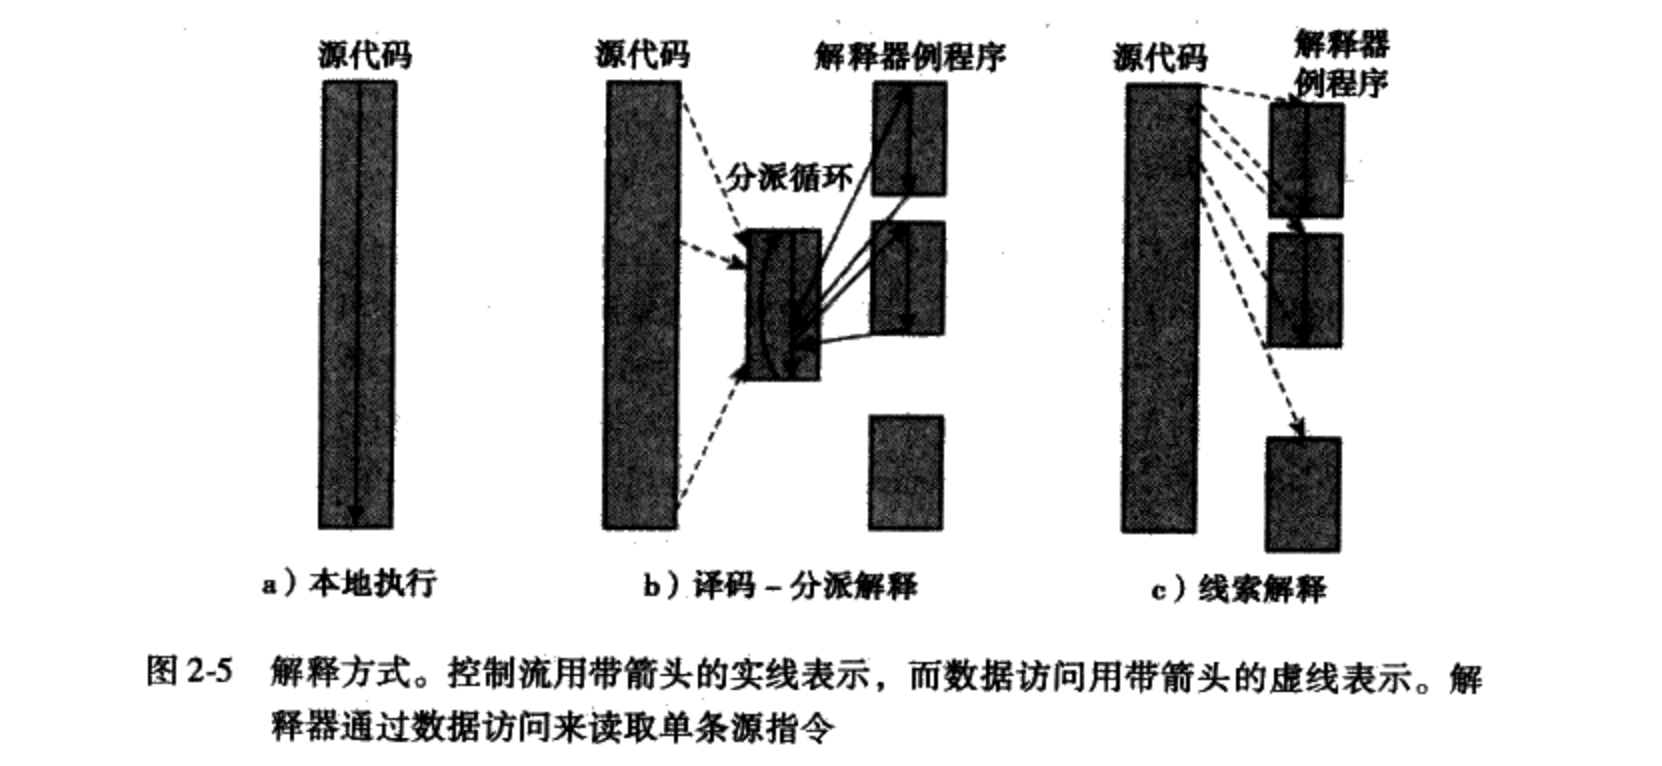 源代码
源代码
解释器例程序
源代码
解释器
例程序
分派循环
a）本地执行
b）译码－分派解释
c）线索解释
图 2-5 解释方式。控制流用带箭头的实线表示，而数据访问用带箭头的虚线表示。解
释器通过数据访问来读取单条源指令